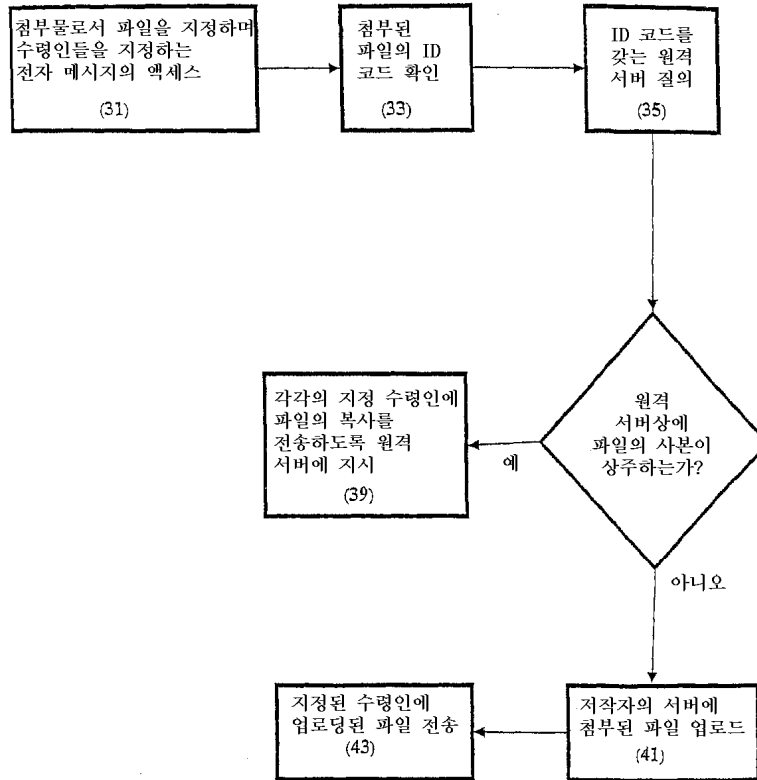 첨부물로서 파일을 지정하며
수령인들을 지정하는
전자 메시지의 액세스
(31)
첨부된
파일의 ID
코드 확인
(33)
ID 코드를
갖는 원격
서버 질의
(35)
원격
서버상에
파일의 사본이
상주하는가?
예
각각의 지정 수령인에
파일의 복사를
전송하도록 원격
서버에 지시
(39)
아니오
저작자의 서버에
첨부된 파일 업로드
(41)
지정된 수령인에
업로딩된 파일 전송
(43)